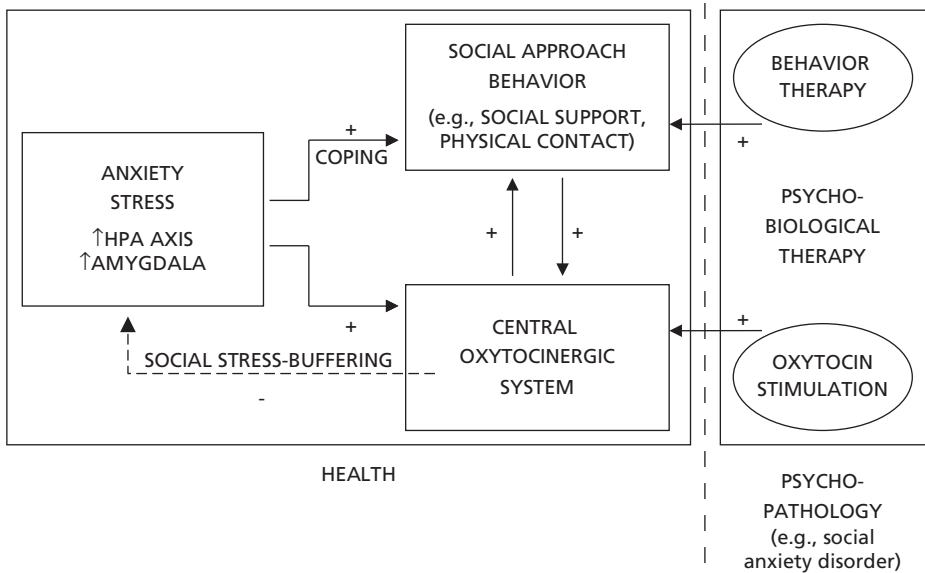 SOCIAL APPROACH
BEHAVIOR
(e.g., SOCIAL SUPPORT,
PHYSICAL CONTACT)
BEHAVIOR
THERAPY
+
COPING
+
ANXIETY
STRESS
↑HPA AXIS
↑AMYGDALA
PSYCHO-
BIOLOGICAL
THERAPY
+
+
+
+
CENTRAL
OXYTOCINERGIC
SYSTEM
SOCIAL STRESS-BUFFERING
-
OXYTOCIN
STIMULATION
HEALTH
PSYCHO-
PATHOLOGY
(e.g., social
anxiety disorder)